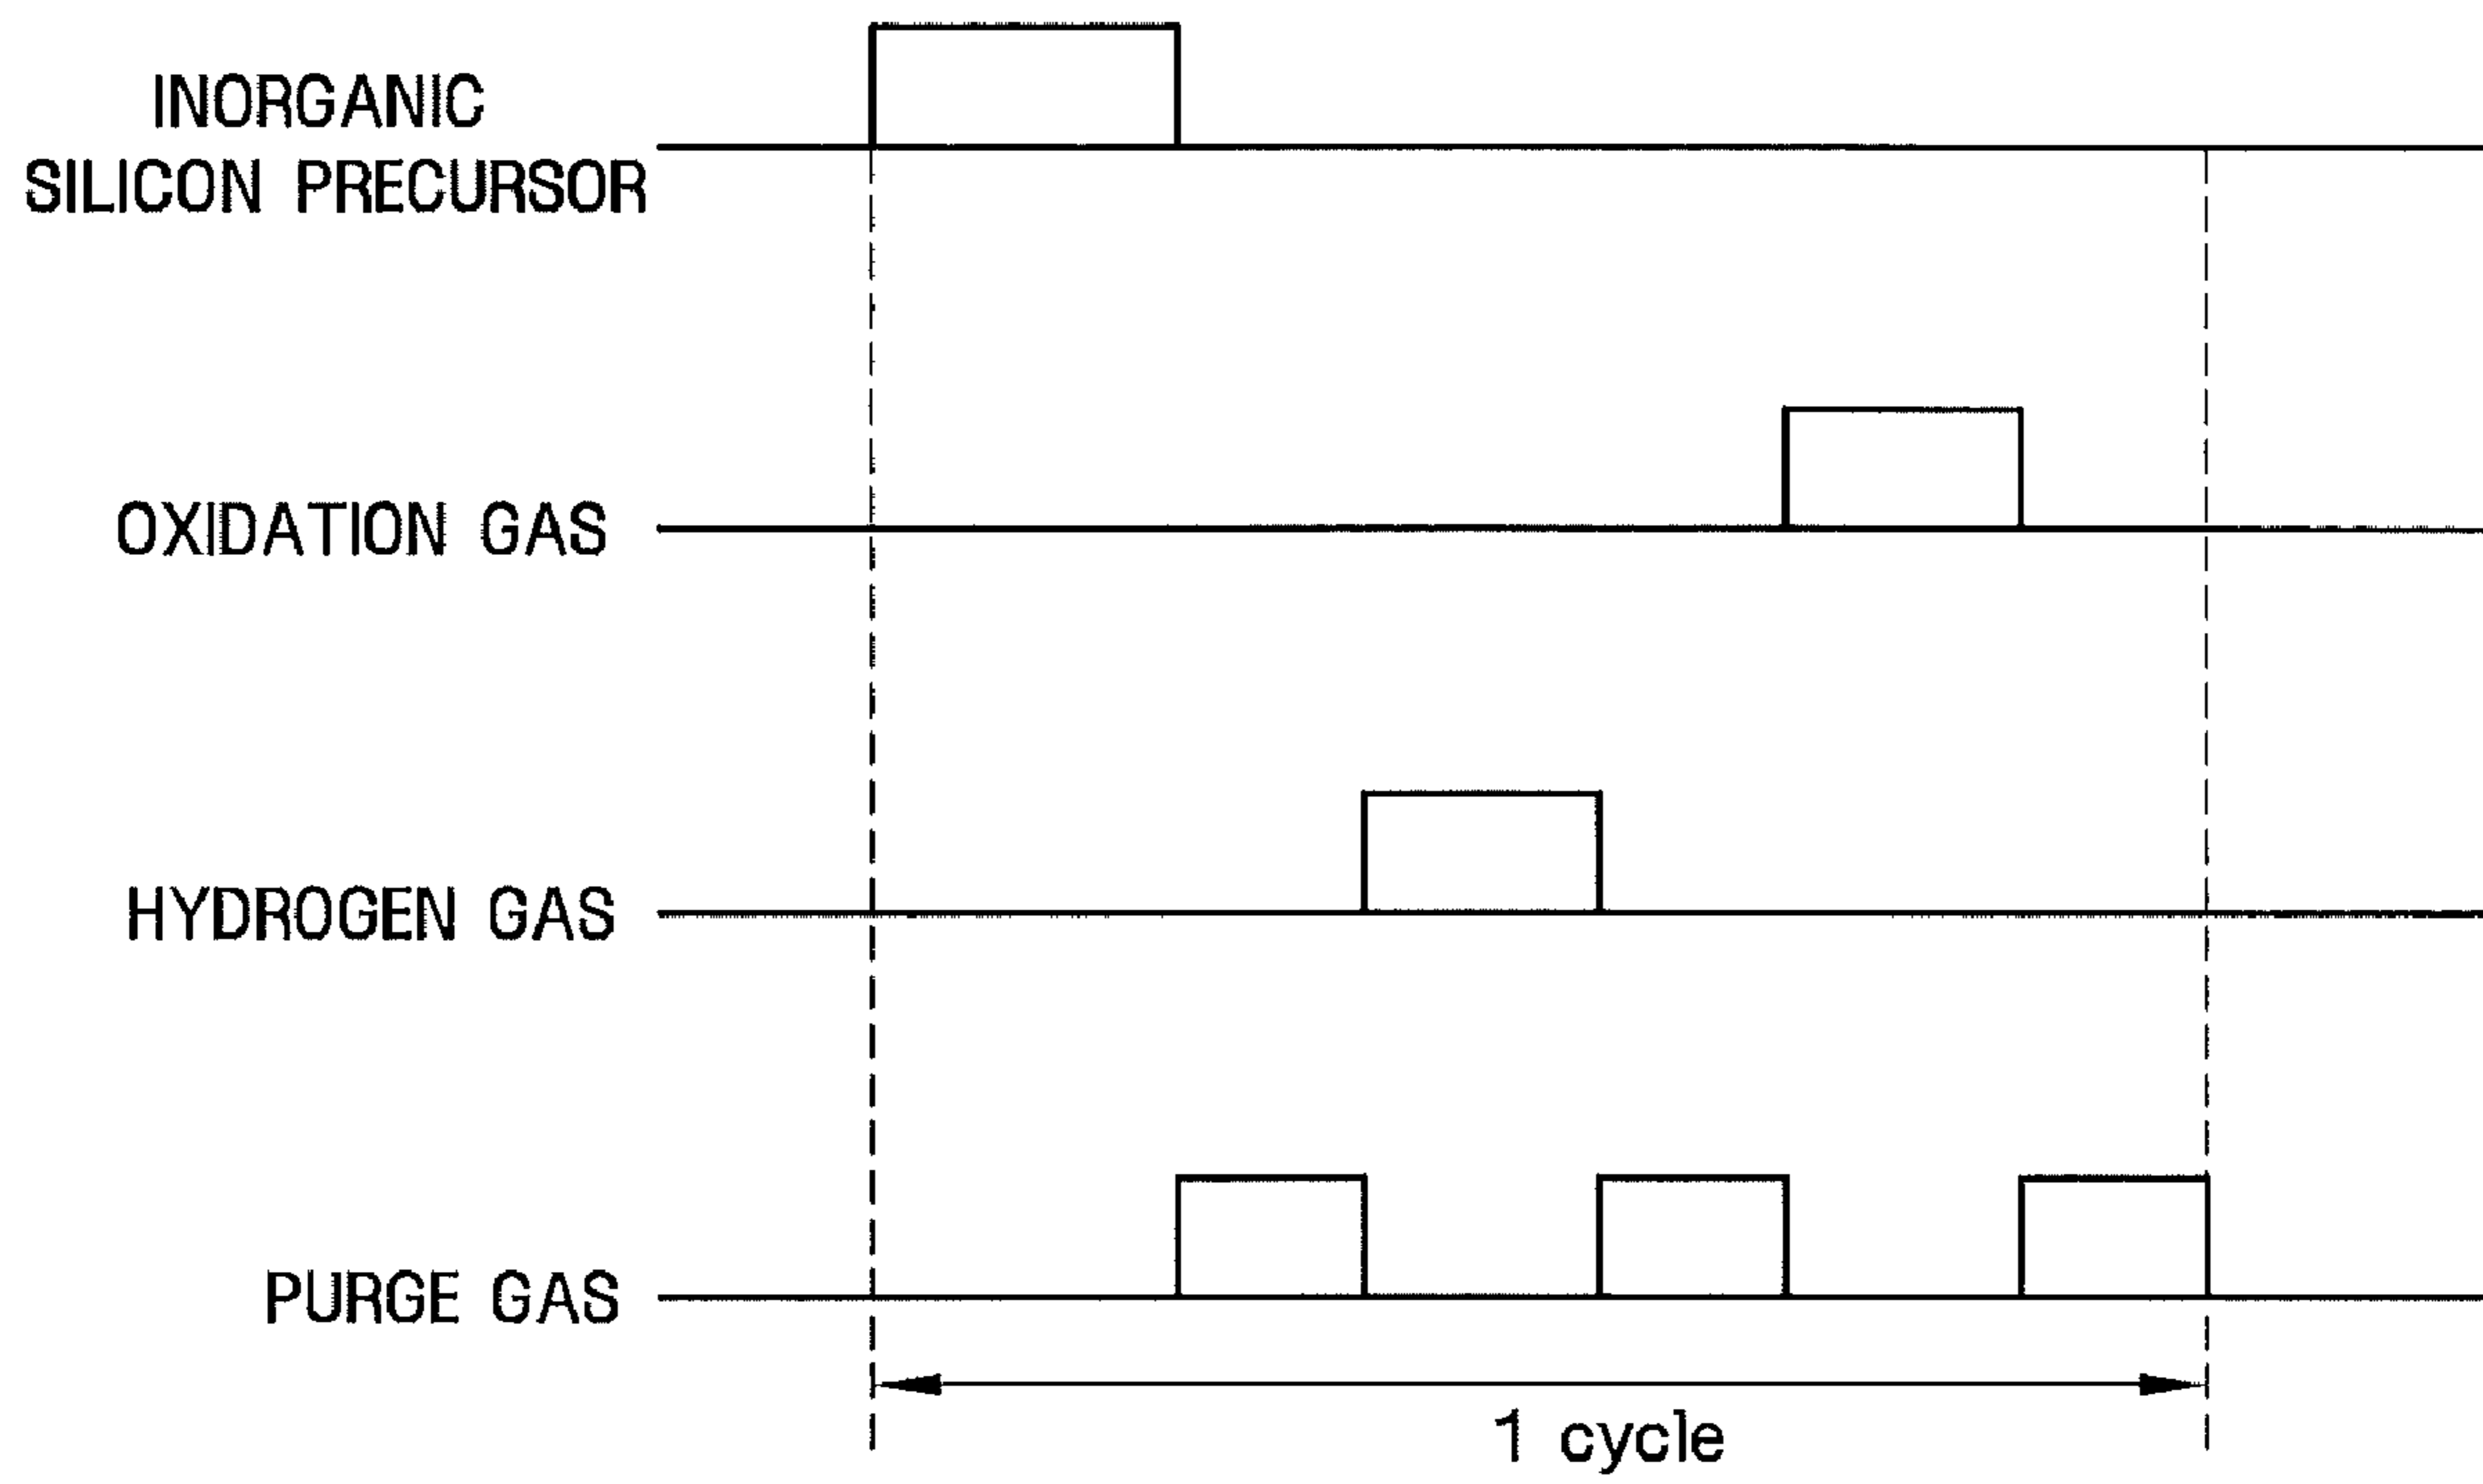 INORGANIC
SILICON PRECURSOR
OXIDATION GAS
HYDROGEN GAS
PURGE GAS
1 cycle